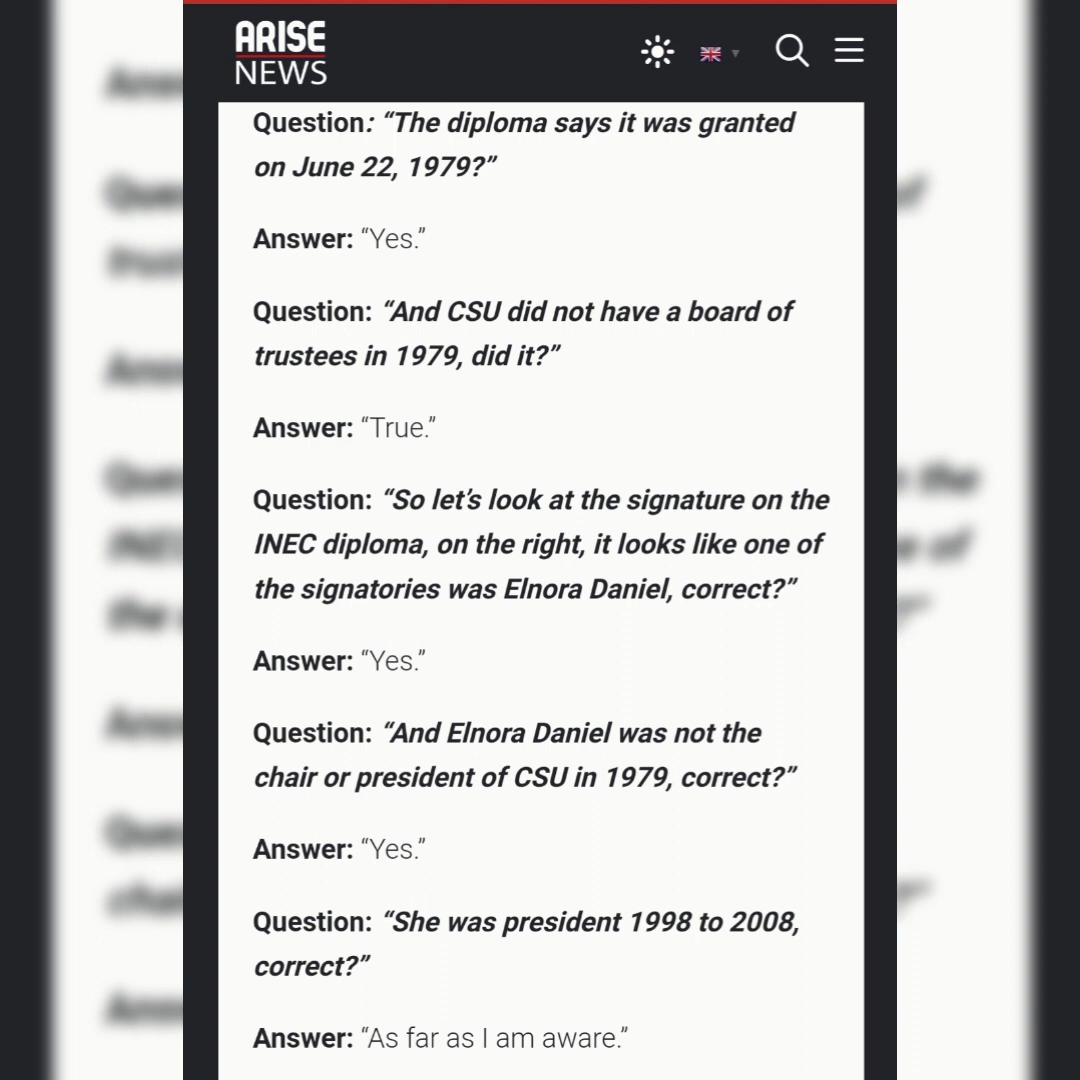 ARISE
NEWS
Question: “The diploma says it was granted
on June 22, 1979?”
Answer: “Yes.”
Question: “And CSU did not have a board of
trustees in 1979, did it?”
Answer: “True.”
Question: “So let’s look at the signature on the
INEC diploma, on the right, it looks like one of
the signatories was Elnora Daniel, correct?”
Answer: “Yes.”
Question: “And Elnora Daniel was not the
chair or president of CSU in 1979, correct?”
Answer: “Yes.”
Question: “She was president 1998 to 2008,
correct?”
Answer: “As far as I am aware.”